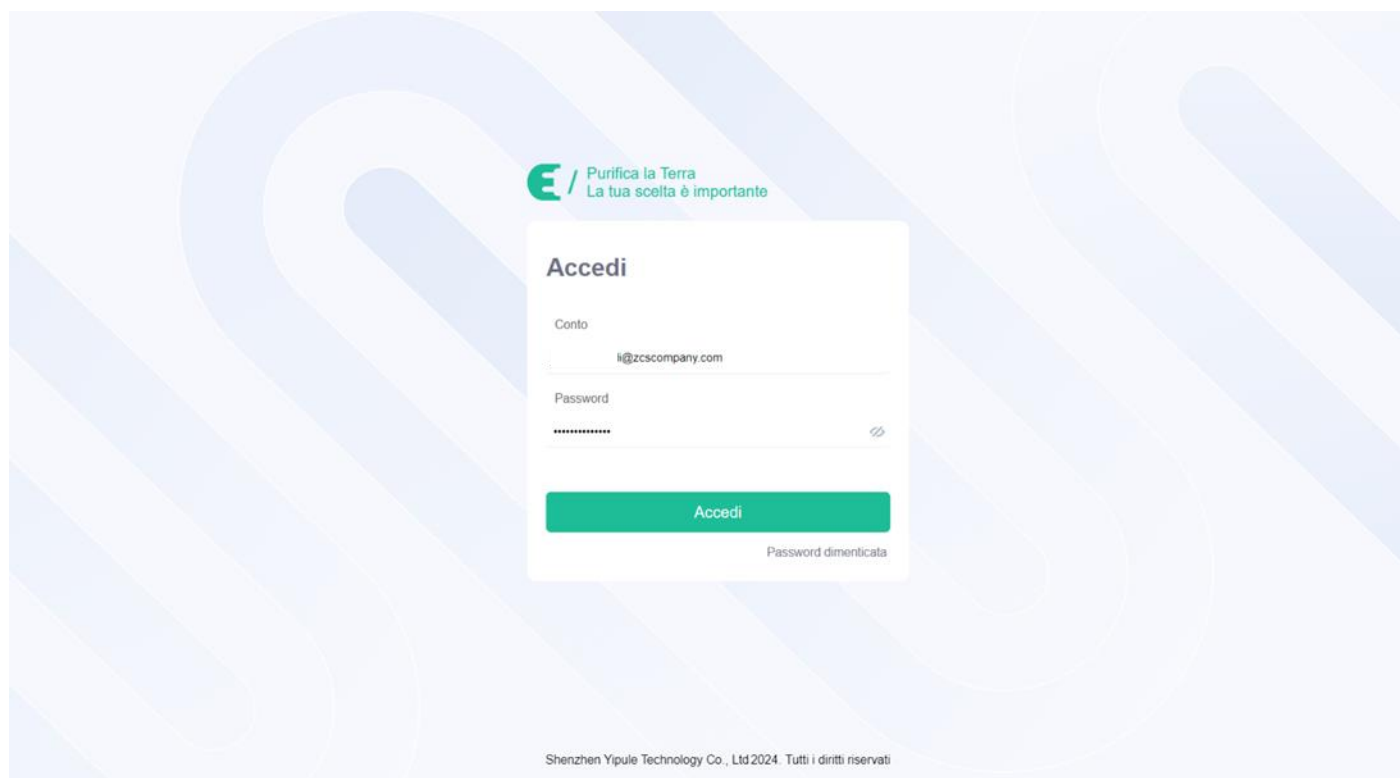 Purifica la Terra
La tua scelta è importante
Accedi
Conto
li@zcscompany.com
Password
••••••••••••••
Accedi
Password dimenticata
Shenzhen Yipule Technology Co., Ltd 2024. Tutti i diritti riservati